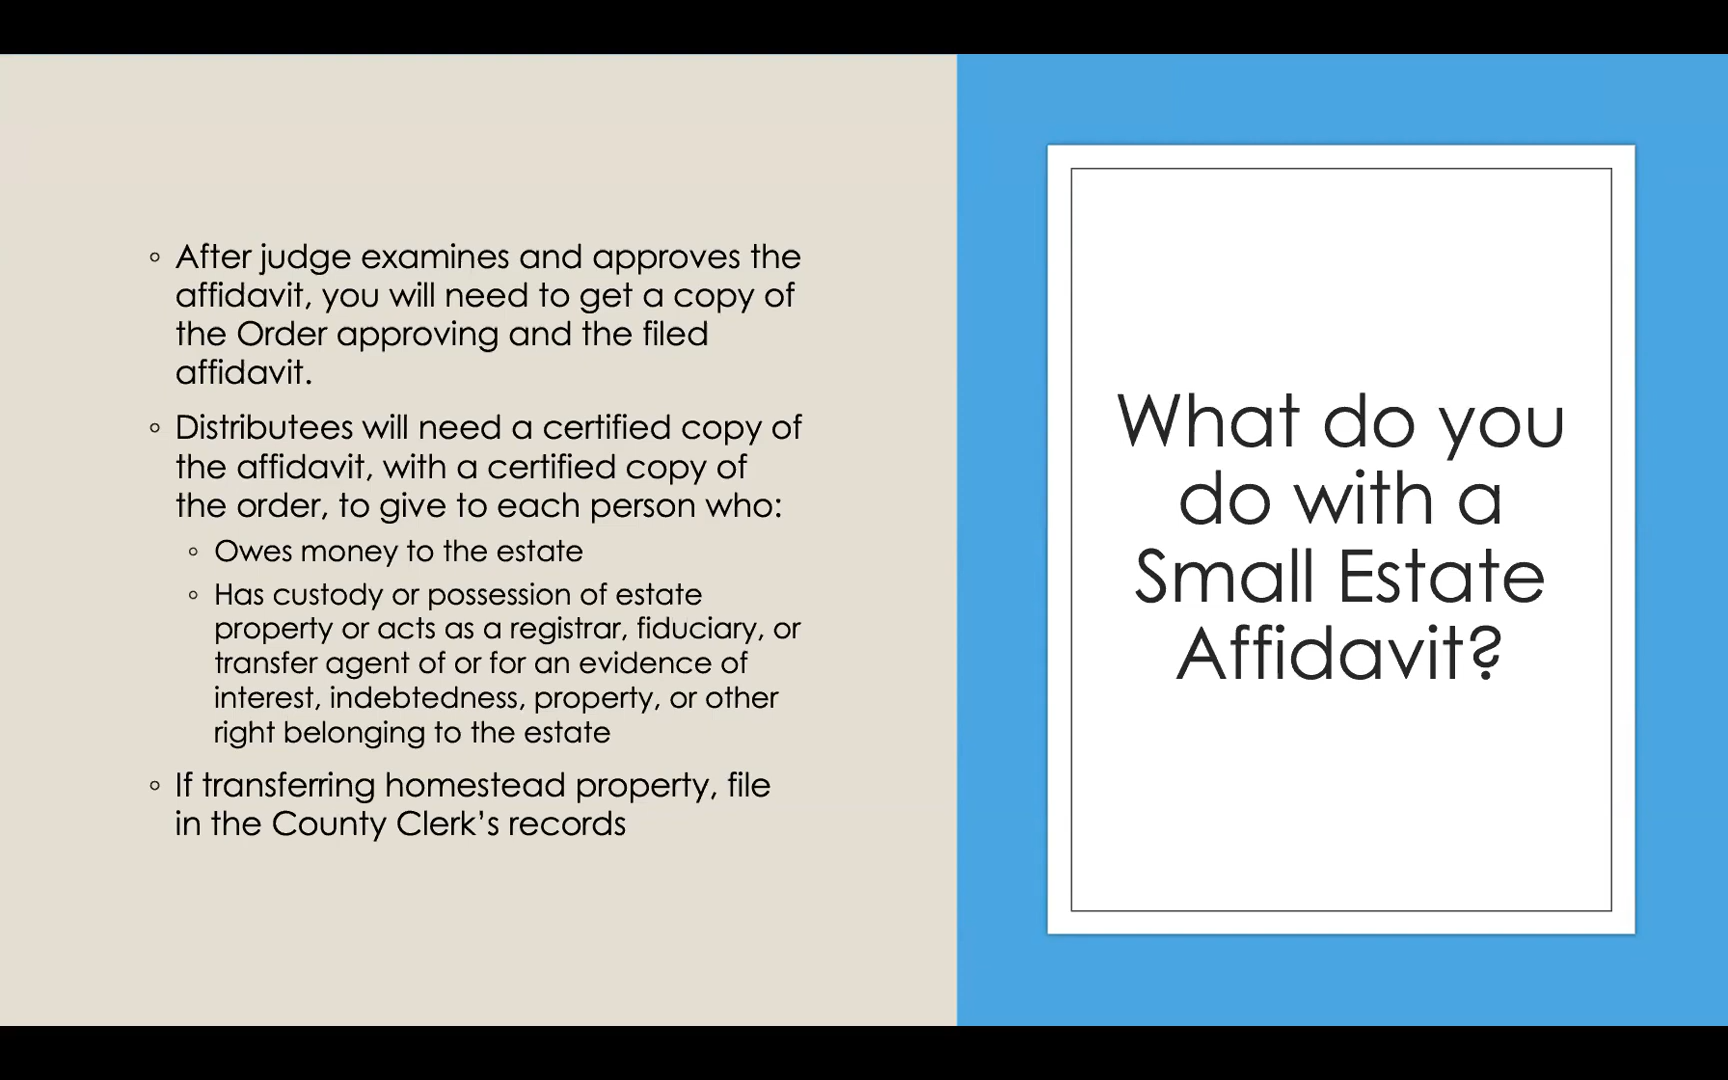 ◦ After judge examines and approves the
affidavit, you will need to get a copy of
the Order approving and the filed
affidavit.
◦ Distributees will need a certified copy of
the affidavit, with a certified copy of
the order, to give to each person who:
◦ Owes money to the estate
◦ Has custody or possession of estate
property or acts as a registrar, fiduciary, or
transfer agent of or for an evidence of
interest, indebtedness, property, or other
right belonging to the estate
◦ If transferring homestead property, file
in the County Clerk’s records
What do you
do with a
Small Estate
Affidavit?